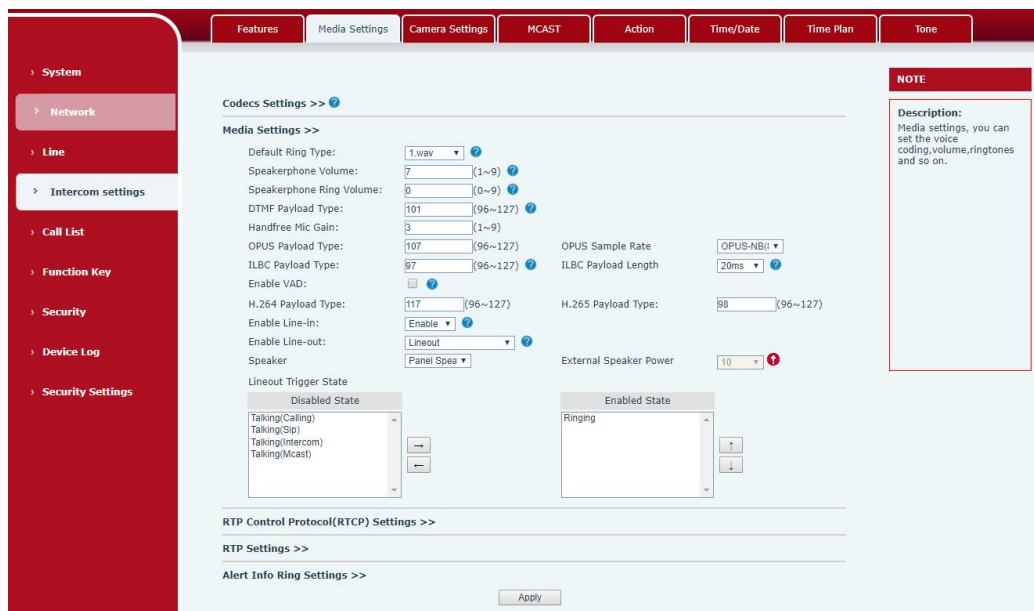 Features Media Settings Camera Settings MCAST Action Time/Date Time Plan Tone
› System
› Network
› Line
› Intercom settings
› Call List
› Function Key
› Security
› Device Log
› Security Settings
Codecs Settings >> ?
Media Settings >>
Default Ring Type: 1.wav ?
Speakerphone Volume: 7 (1~9) ?
Speakerphone Ring Volume: 0 (0~9) ?
DTMF Payload Type: 101 (96~127) ?
Handfree Mic Gain: 3 (1~9)
OPUS Payload Type: 107 (96~127) OPUS Sample Rate OPUS-NB(
ILBC Payload Type: 97 (96~127) ? ILBC Payload Length 20ms ?
Enable VAD: ?
H.264 Payload Type: 117 (96~127) H.265 Payload Type: 98 (96~127)
Enable Line-in: Enable ?
Enable Line-out: Lineout ?
Speaker Panel Spea External Speaker Power 10
Lineout Trigger State
Disabled State Enabled State
Talking(Calling) Ringing
Talking(Sip)
Talking(Intercom) → ↑
Talking(Mcast) ← ↓
RTP Control Protocol(RTCP) Settings >>
RTP Settings >>
Alert Info Ring Settings >>
Apply
NOTE
Description:
Media settings, you can
set the voice
coding,volume,ringtones
and so on.